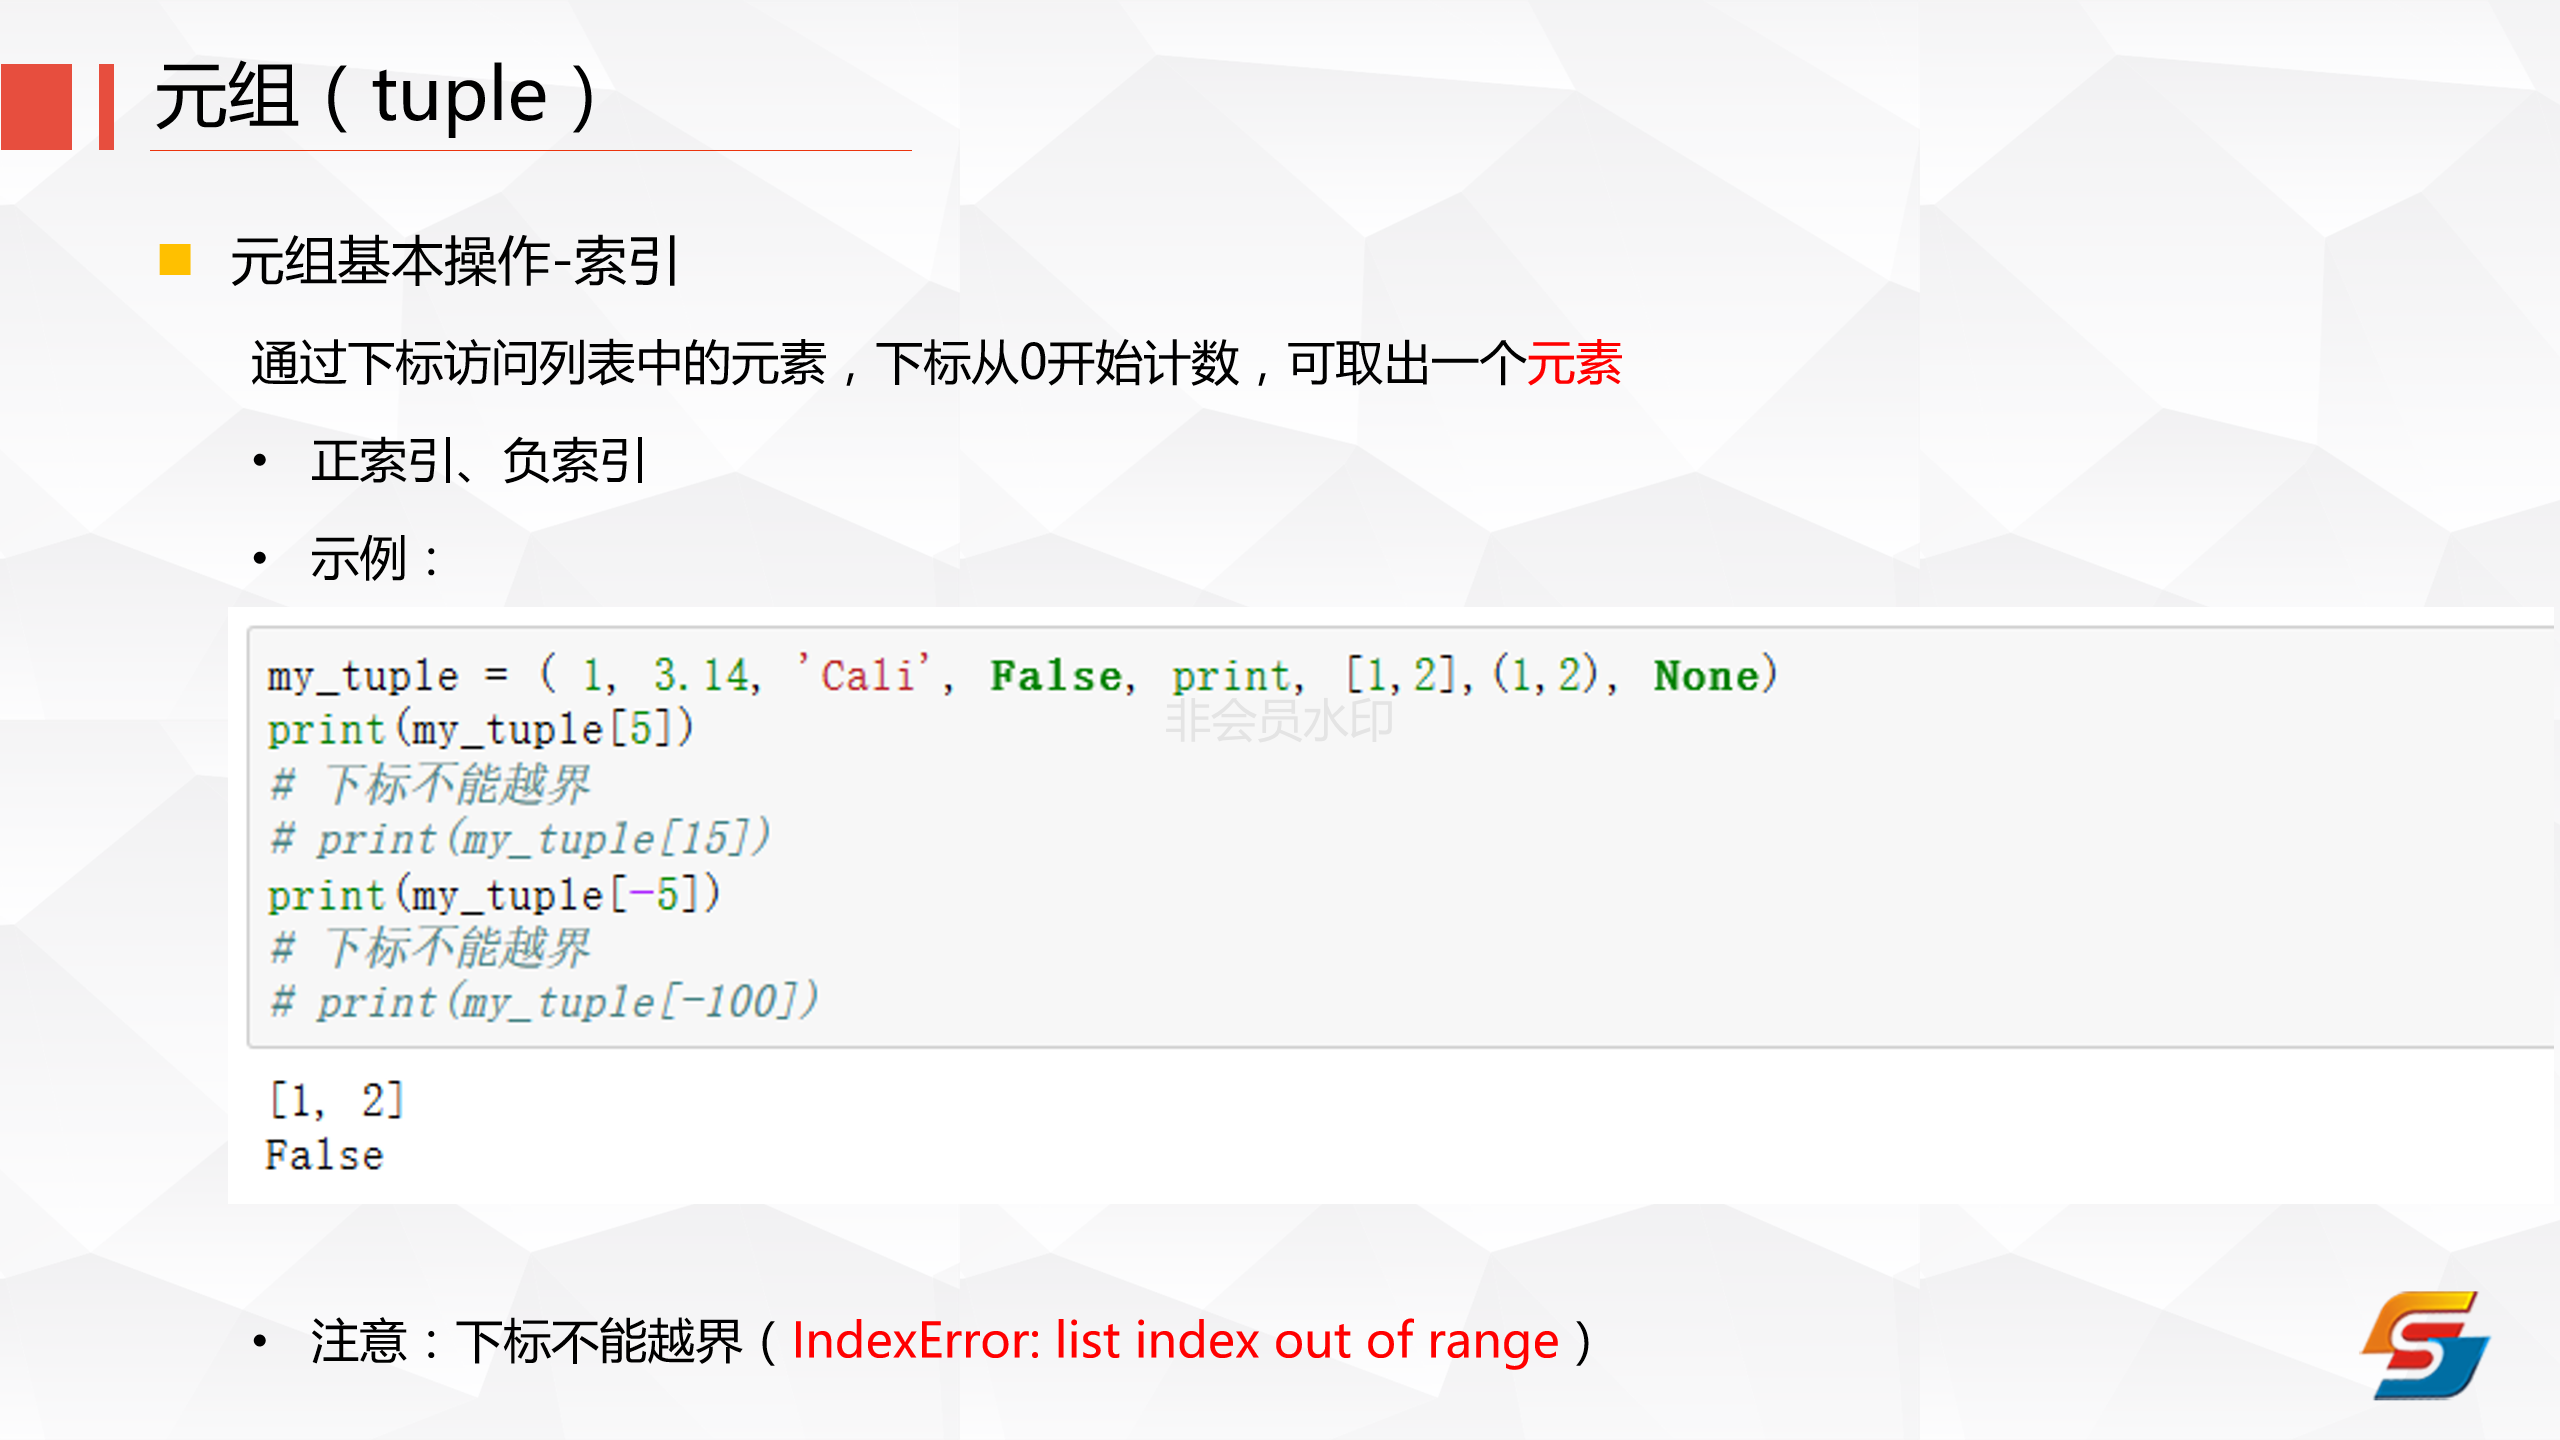 元组（tuple）
元组基本操作-索引
通过下标访问列表中的元素，下标从0开始计数，可取出一个元素
• 正索引、负索引
• 示例：
my_tuple = ( 1, 3.14, 'Cali', False, print, [1,2],(1,2), None)
非会员水印
print(my_tuple[5])
# 下标不能越界
# print(my_tuple[15])
print(my_tuple[-5])
# 下标不能越界
# print(my_tuple[-100])
[1, 2]
False
• 注意：下标不能越界（IndexError: list index out of range）